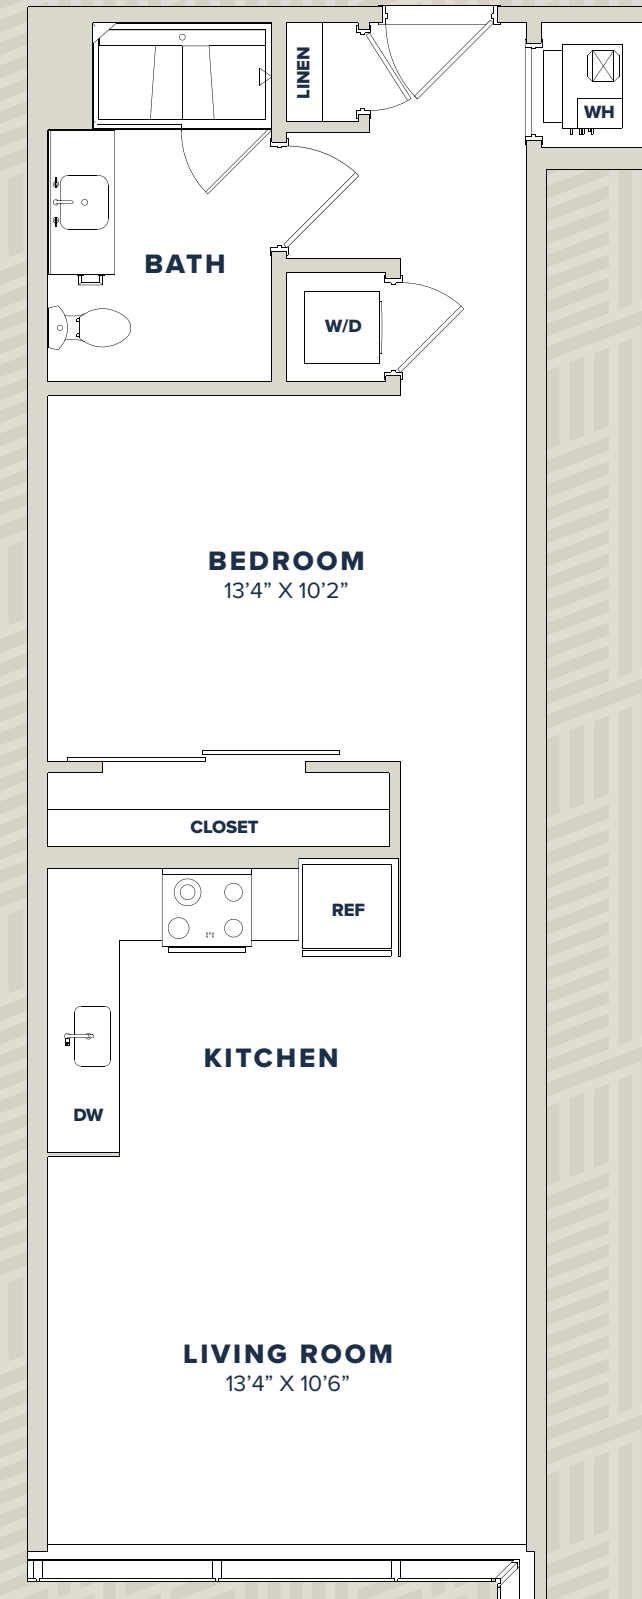 LINEN
WH
BATH
W/D
BEDROOM
13’4” X 10’2”
CLOSET
REF
KITCHEN
DW
LIVING ROOM
13’4” X 10’6”